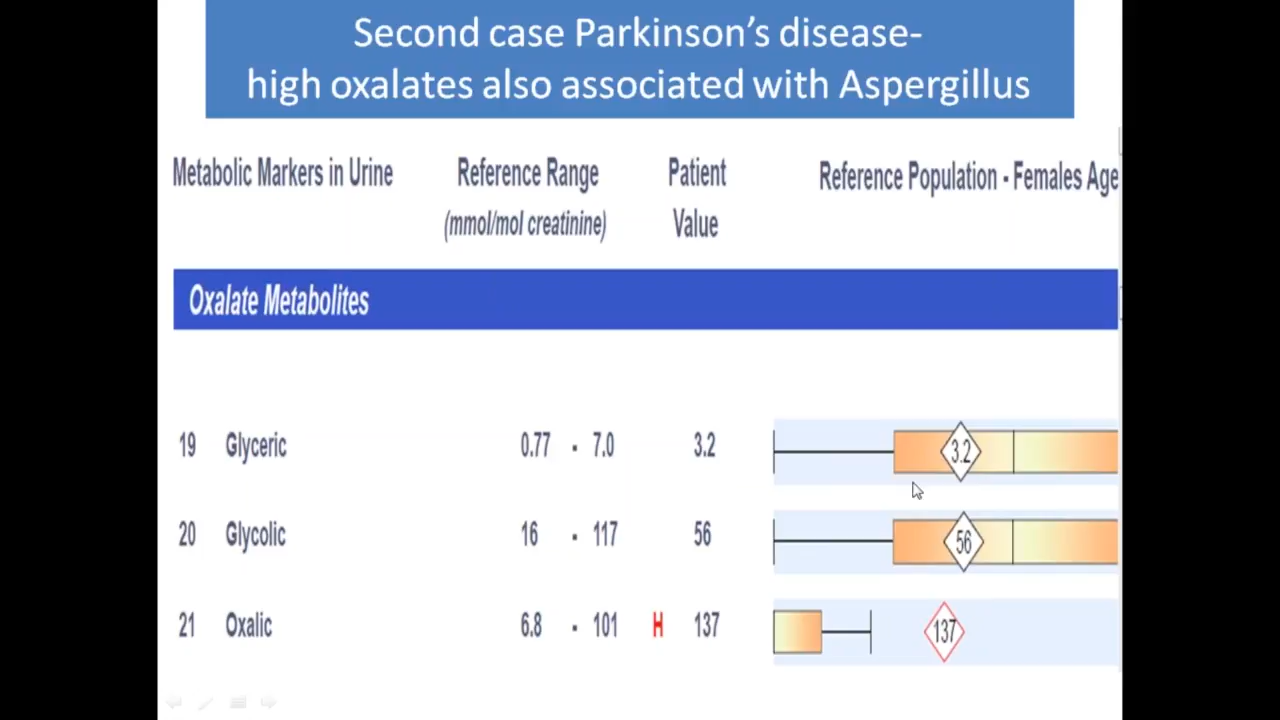 Second case Parkinson's disease-
high oxalates also associated with Aspergillus
Metabolic Markers in Urine Reference Range Patient Reference Population - Females Age
(mmol/mol creatinine) Value
Oxalate Metabolites
19 Glyceric 0.77 - 7.0 3.2 3.2
20 Glycolic 16 - 117 56 56
21 Oxalic 6.8 - 101 H 137 137